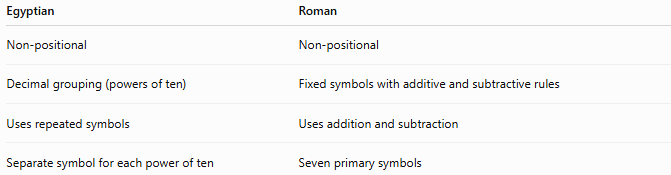 Egyptian Roman
Non-positional Non-positional
Decimal grouping (powers of ten) Fixed symbols with additive and subtractive rules
Uses repeated symbols Uses addition and subtraction
Separate symbol for each power of ten Seven primary symbols